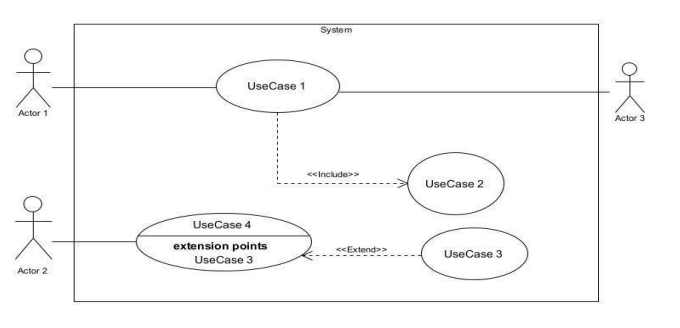 System
UseCase 1
Actor 1
Actor 3
<<Include>>
UseCase 2
UseCase 4
extension points
UseCase 3
<<Extend>>
UseCase 3
Actor 2